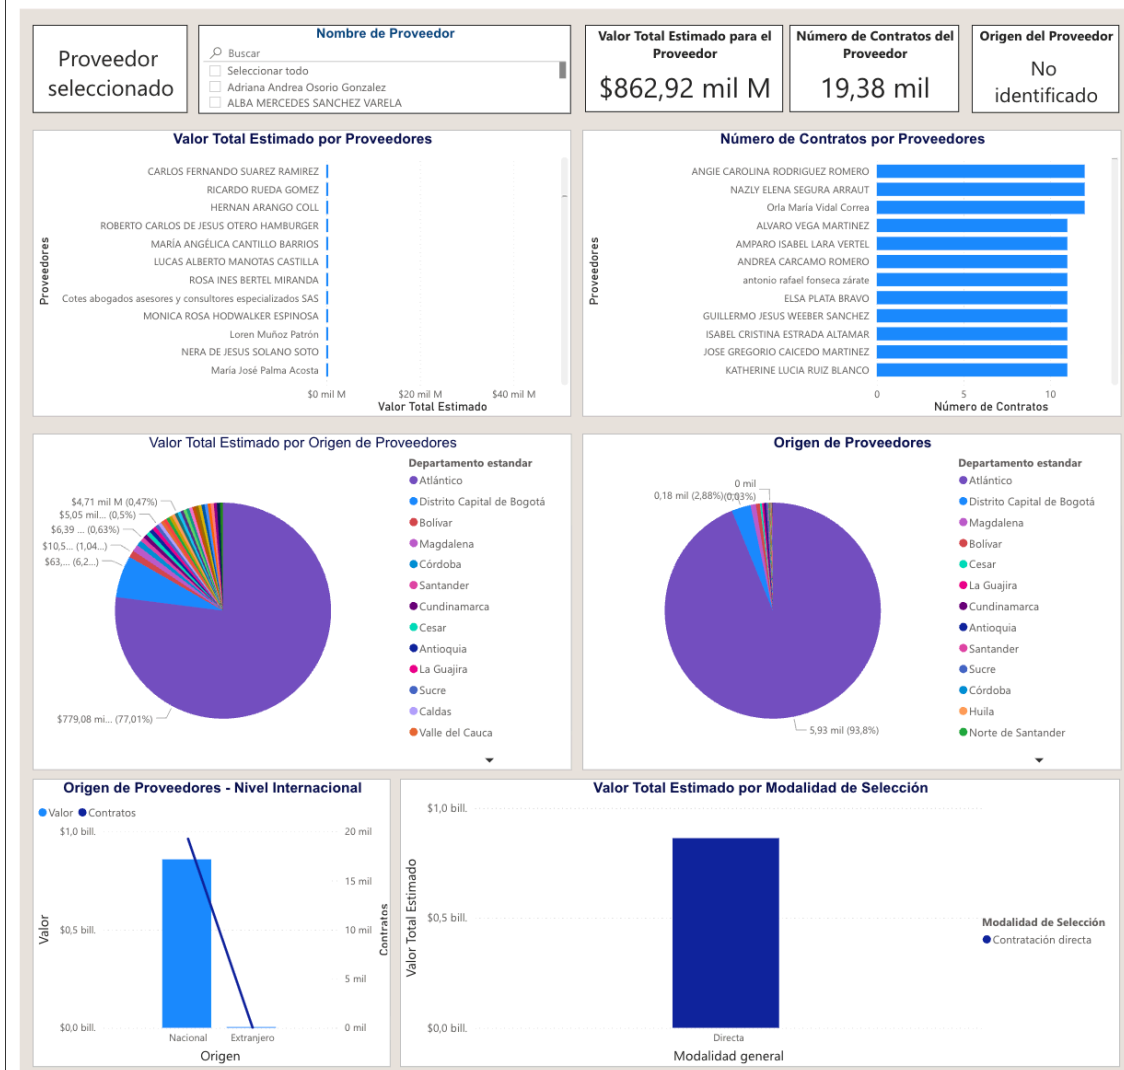 Proveedor
seleccionado
Nombre de Proveedor
Buscar
Seleccionar todo
Adriana Andrea Osorio Gonzalez
ALBA MERCEDES SANCHEZ VARELA
Valor Total Estimado para el
Proveedor
$862,92 mil M
Número de Contratos del
Proveedor
19,38 mil
Origen del Proveedor
No
identificado
Valor Total Estimado por Proveedores
Proveedores
CARLOS FERNANDO SUAREZ RAMIREZ
RICARDO RUEDA GOMEZ
HERNAN ARANGO COLL
ROBERTO CARLOS DE JESUS OTERO HAMBURGER
MARÍA ANGÉLICA CANTILLO BARRIOS
LUCAS ALBERTO MANOTAS CASTILLA
ROSA INES BERTEL MIRANDA
Cotes abogados asesores y consultores especializados SAS
MONICA ROSA HODWALKER ESPINOSA
Loren Muñoz Patrón
NERA DE JESUS SOLANO SOTO
María José Palma Acosta
$0 mil M $20 mil M $40 mil M
Valor Total Estimado
Número de Contratos por Proveedores
Proveedores
ANGIE CAROLINA RODRIGUEZ ROMERO
NAZLY ELENA SEGURA ARRAUT
Orla María Vidal Correa
ALVARO VEGA MARTINEZ
AMPARO ISABEL LARA VERTEL
ANDREA CARCAMO ROMERO
antonio rafael fonseca zárate
ELSA PLATA BRAVO
GUILLERMO JESUS WEEBER SANCHEZ
ISABEL CRISTINA ESTRADA ALTAMAR
JOSE GREGORIO CAICEDO MARTINEZ
KATHERINE LUCIA RUIZ BLANCO
0 5 10
Número de Contratos
Valor Total Estimado por Origen de Proveedores
$4,71 mil M (0,47%)
$5,05 mil... (0,5%)
$6,39 ... (0,63%)
$10,5... (1,04...)
$63,... (6,2...)
$779,08 mi... (77,01%)
Departamento estandar
Atlántico
Distrito Capital de Bogotá
Bolívar
Magdalena
Córdoba
Santander
Cundinamarca
Cesar
Antioquia
La Guajira
Sucre
Caldas
Valle del Cauca
Origen de Proveedores
0 mil
0,18 mil (2,88%) (0,03%)
5,93 mil (93,8%)
Departamento estandar
Atlántico
Distrito Capital de Bogotá
Magdalena
Bolívar
Cesar
La Guajira
Cundinamarca
Antioquia
Santander
Sucre
Córdoba
Huila
Norte de Santander
Origen de Proveedores - Nivel Internacional
Valor Contratos
$1,0 bill.
$0,5 bill.
$0,0 bill.
Valor
20 mil
15 mil
10 mil
5 mil
0 mil
Contratos
Nacional Extranjero
Origen
Valor Total Estimado por Modalidad de Selección
Valor Total Estimado
$1,0 bill.
$0,5 bill.
$0,0 bill.
Directa
Modalidad general
Modalidad de Selección
Contratación directa